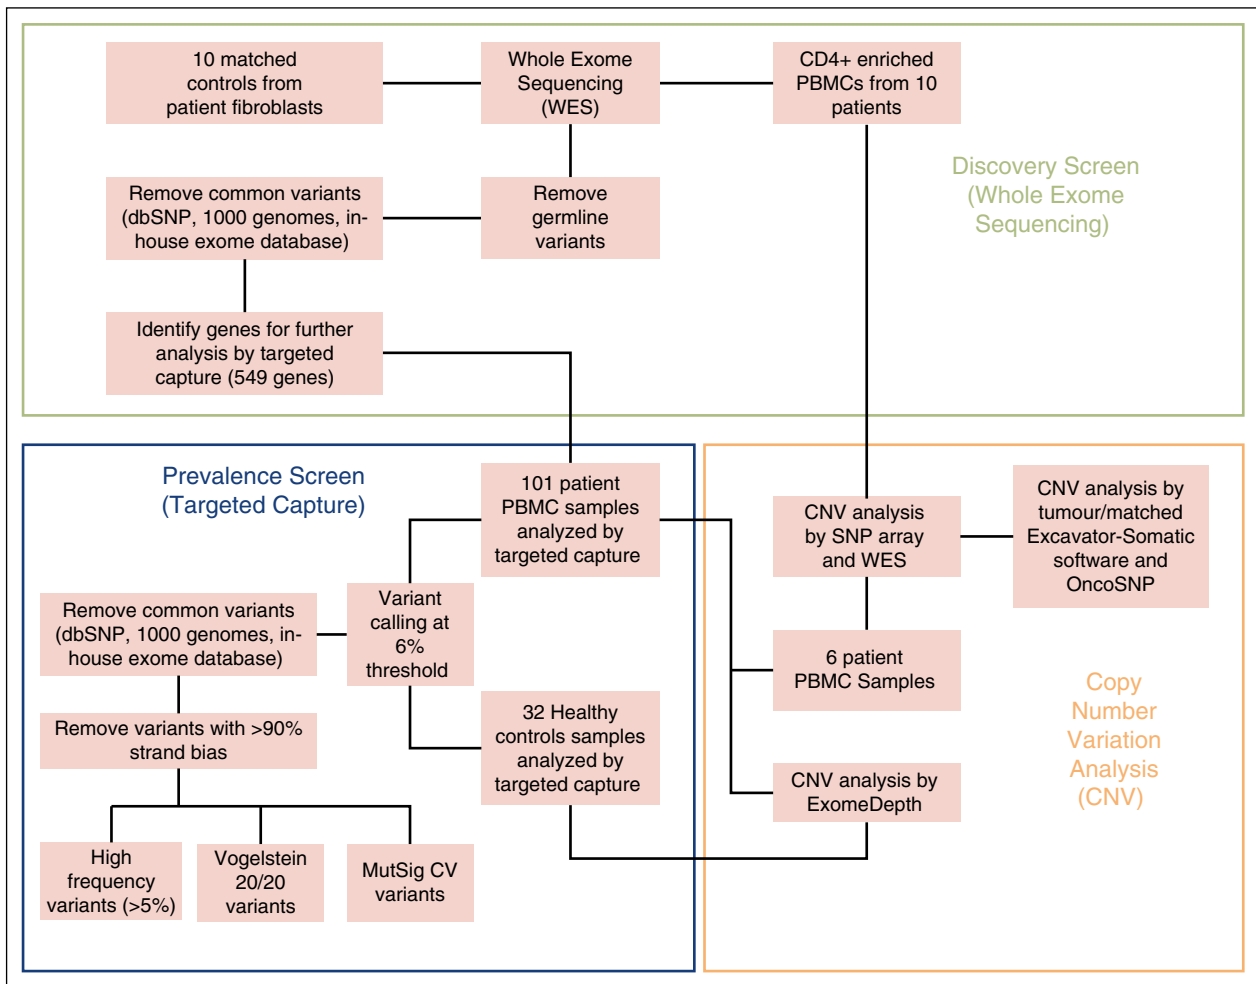 10 matched
controls from
patient fibroblasts
Whole Exome
Sequencing
(WES)
CD4+ enriched
PBMCs from 10
patients
Discovery Screen
(Whole Exome
Sequencing)
Remove common variants
(dbSNP, 1000 genomes, in-
house exome database)
Remove
germline
variants
Identify genes for further
analysis by targeted
capture (549 genes)
Prevalence Screen
(Targeted Capture)
101 patient
PBMC samples
analyzed by
targeted capture
Variant
calling at
6%
threshold
Remove common variants
(dbSNP, 1000 genomes, in-
house exome database)
Remove variants with >90%
strand bias
32 Healthy
controls samples
analyzed by
targeted capture
High
frequency
variants (>5%)
Vogelstein
20/20
variants
MutSig CV
variants
CNV analysis
by SNP array
and WES
CNV analysis by
tumour/matched
Excavator-Somatic
software and
OncoSNP
6 patient
PBMC Samples
CNV analysis by
ExomeDepth
Copy
Number
Variation
Analysis
(CNV)